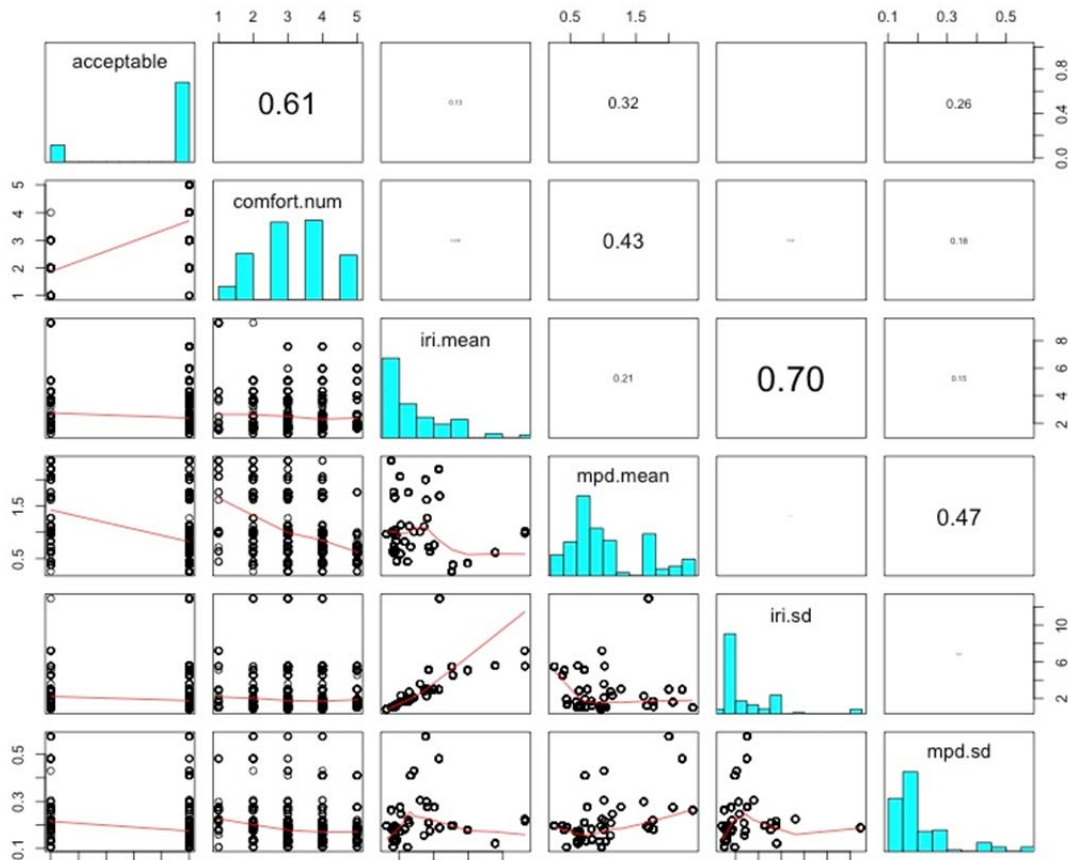 1 2 3 4 5 0.5 1.5 0.1 0.3 0.5
acceptable 0.61 0.13 0.32 0.26 0.0 0.4 0.8
1 2 3 4 5 comfort.num 0.43 0.18
iri.mean 0.21 0.70 0.15 2 4 6 8
0.5 1.5 mpd.mean 0.47
iri.sd 2 6 10
0.1 0.3 0.5 mpd.sd